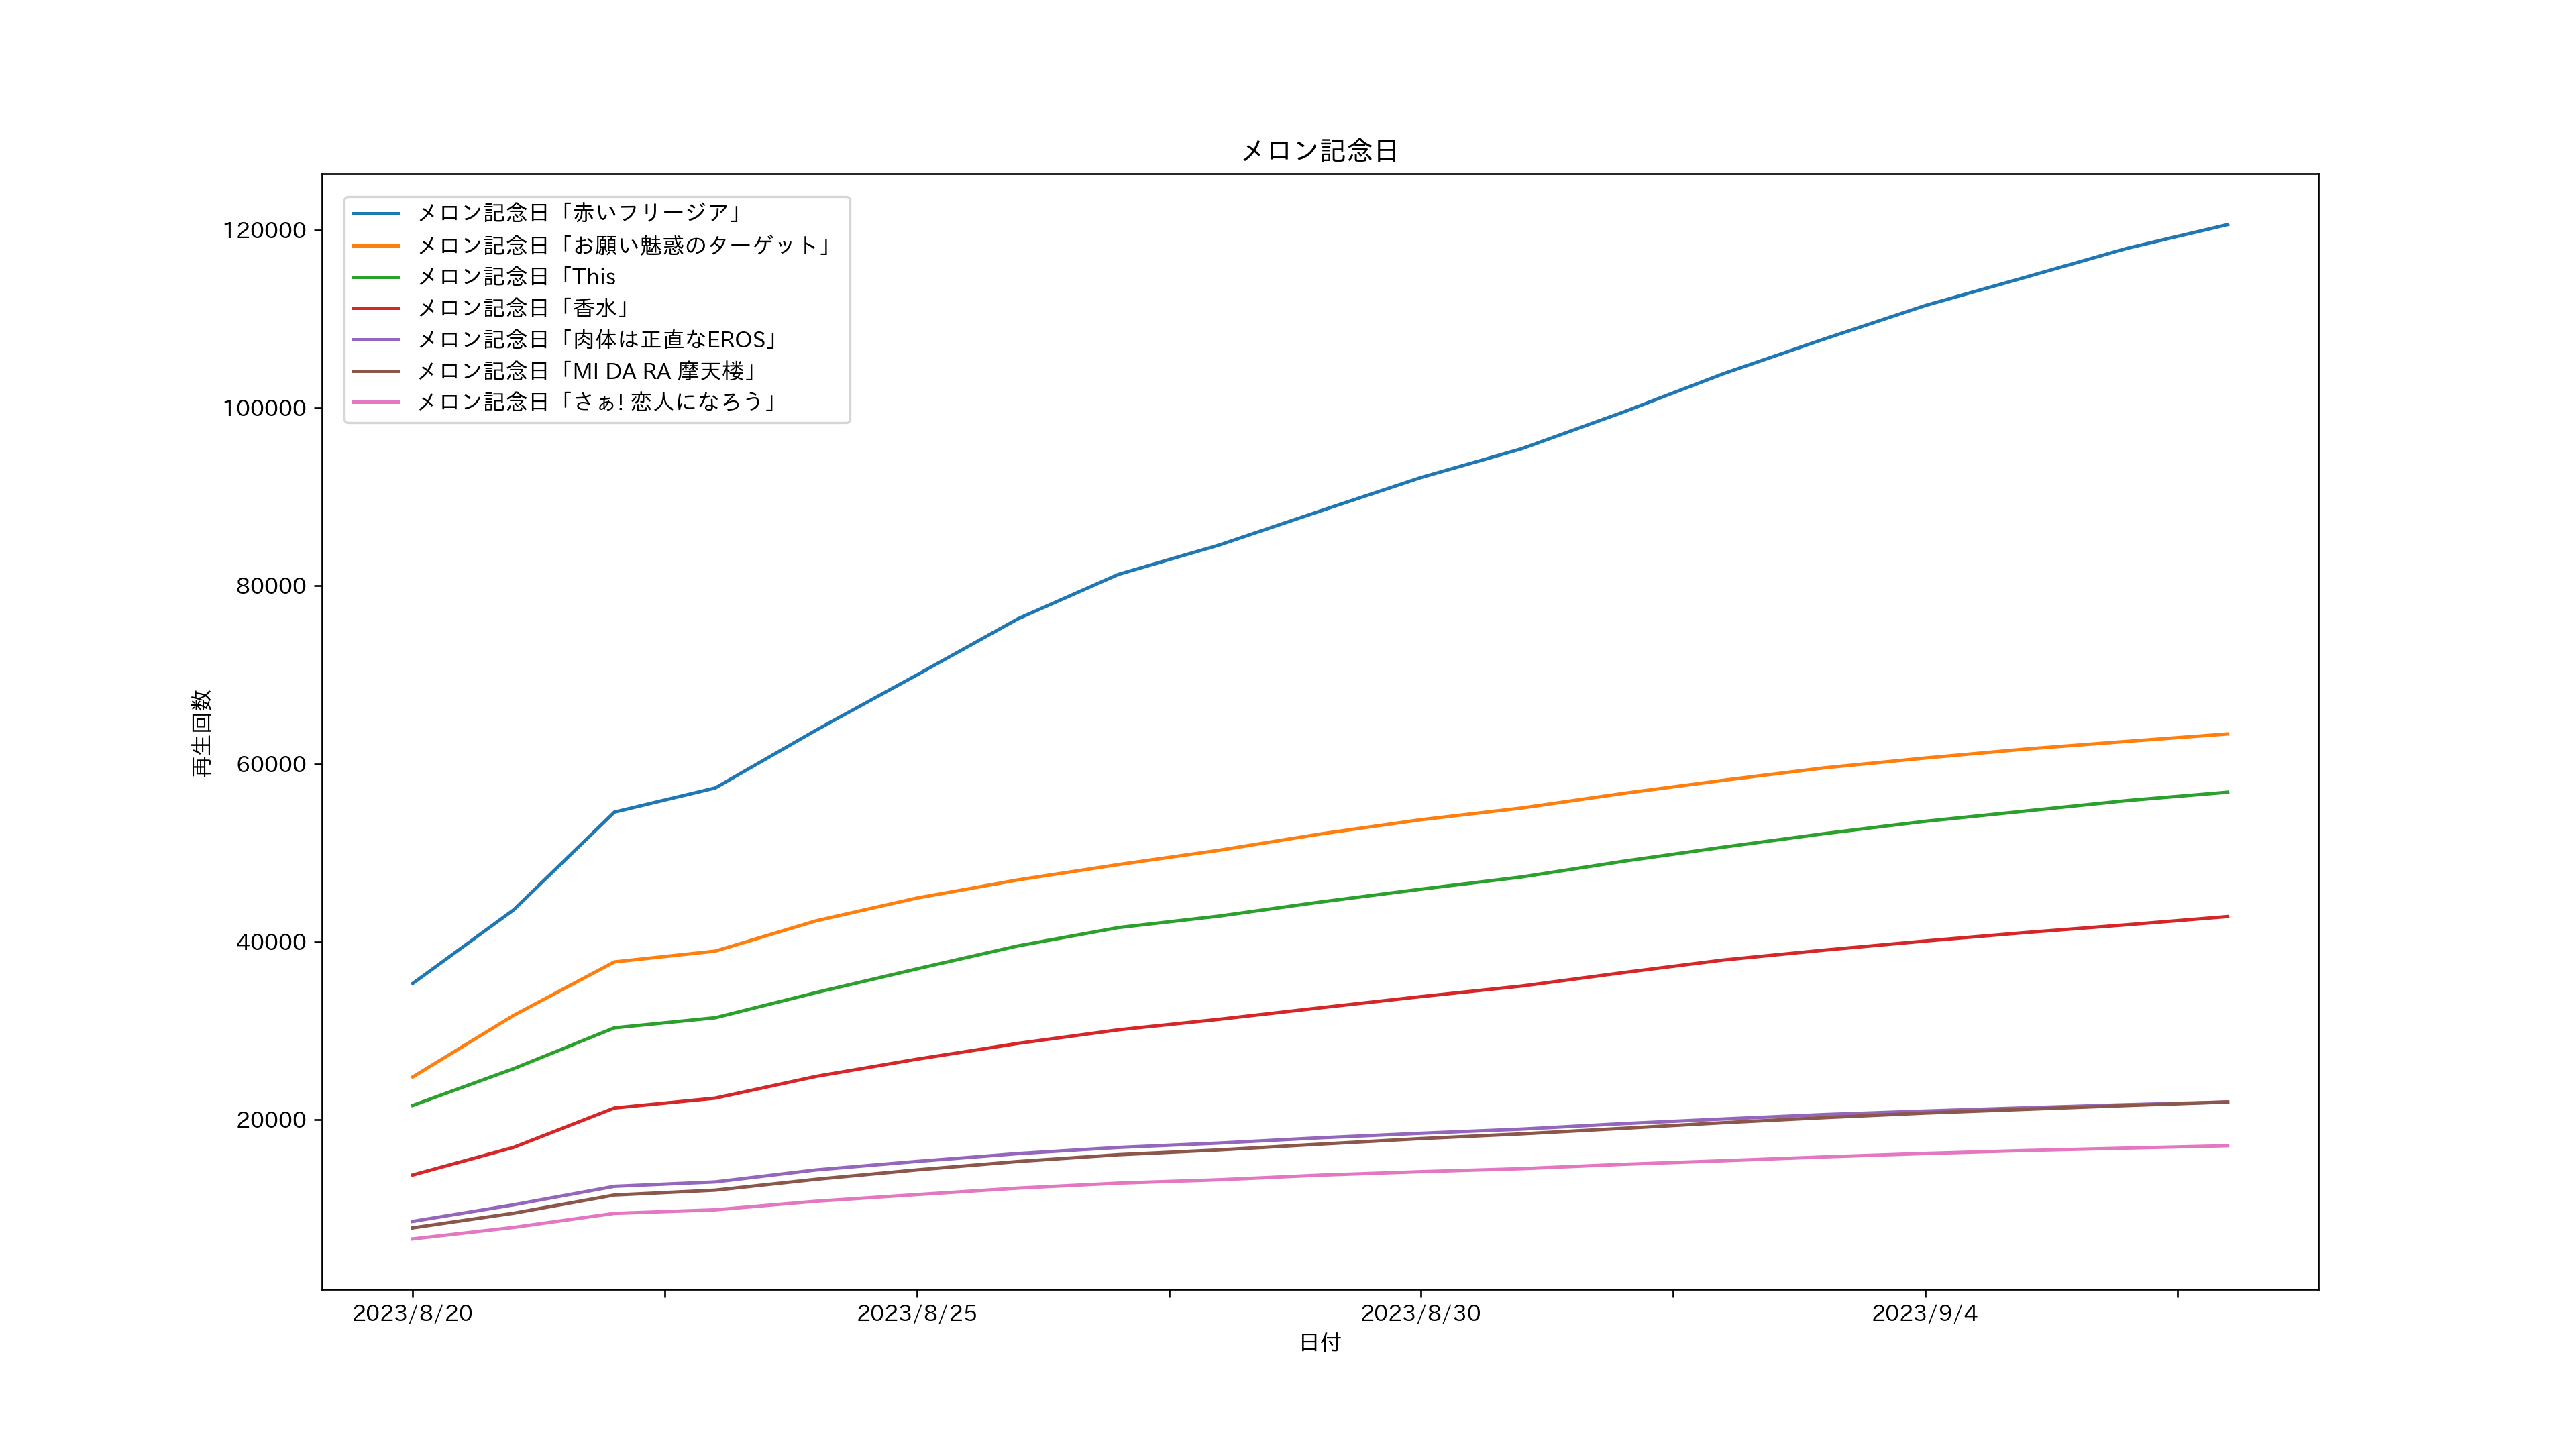 メロン記念日
メロン記念日「赤いフリージア」
メロン記念日「お願い魅惑のターゲット」
メロン記念日「This
メロン記念日「香水」
メロン記念日「肉体は正直なEROS」
メロン記念日「MI DA RA 摩天楼」
メロン記念日「さぁ! 恋人になろう」
120000
100000
80000
60000
40000
20000
再生回数
2023/8/20
2023/8/25
2023/8/30
2023/9/4
日付